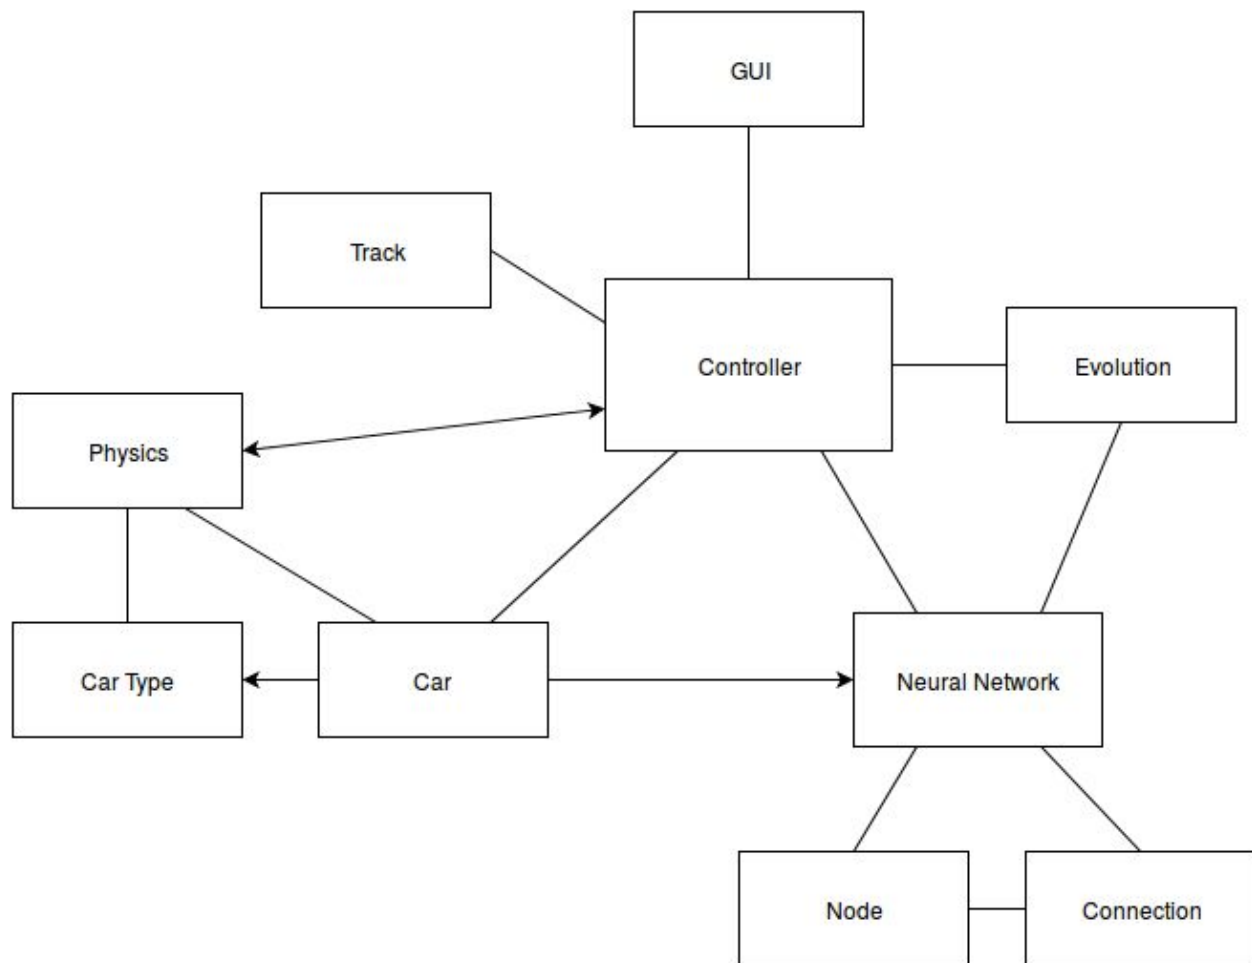 GUI
Track
Controller
Evolution
Physics
Car Type
Car
Neural Network
Node
Connection